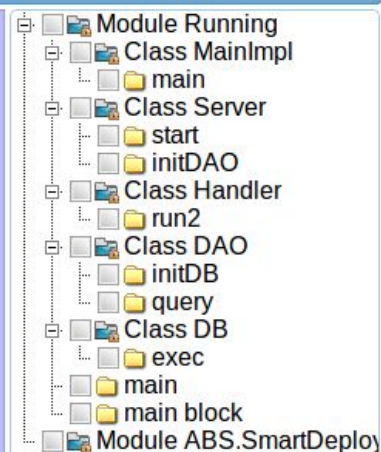 Module Running
Class MainImpl
main
Class Server
start
initDAO
Class Handler
run2
Class DAO
initDB
query
Class DB
exec
main
main block
Module ABS.SmartDeploy